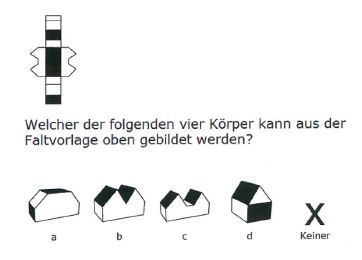 Welcher der folgenden vier Körper kann aus der
Faltvorlage oben gebildet werden?
X
a b c d Keiner